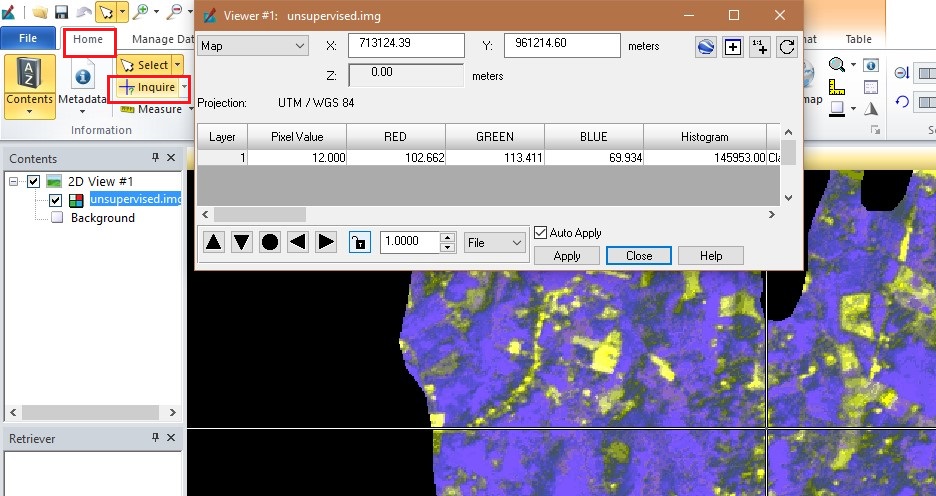 Viewer #1: unsupervised.img
File
Home
Manage Dat
Table
Contents
Metadata
Select
Inquire
Measure
Information
Map
X:
713124.39
Y:
961214.60
meters
Z:
0.00
meters
Projection:
UTM / WGS 84
Layer
Pixel Value
RED
GREEN
BLUE
Histogram
1
12.000
102.662
113.411
69.934
145953.00
Cla
1.0000
File
Auto Apply
Apply
Close
Help
Contents
2D View #1
unsupervised.img
Background
Retriever